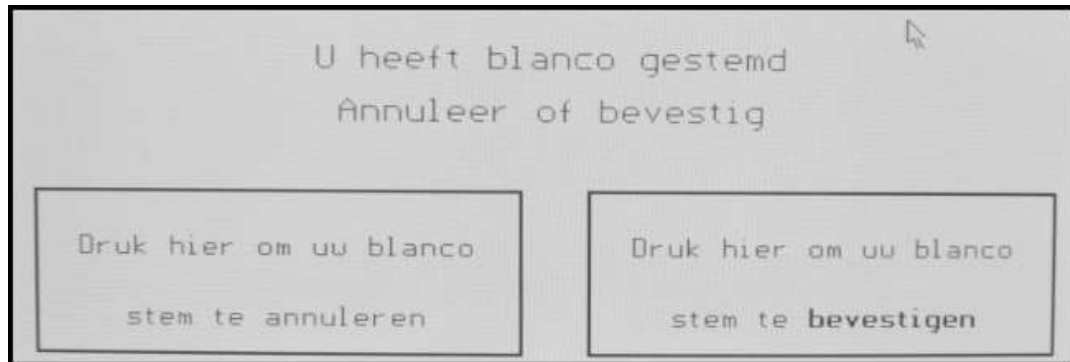 U heeft blanco gestemd
Annuleer of bevestig
Druk hier om uw blanco
stem te annuleren
Druk hier om uw blanco
stem te bevestigen